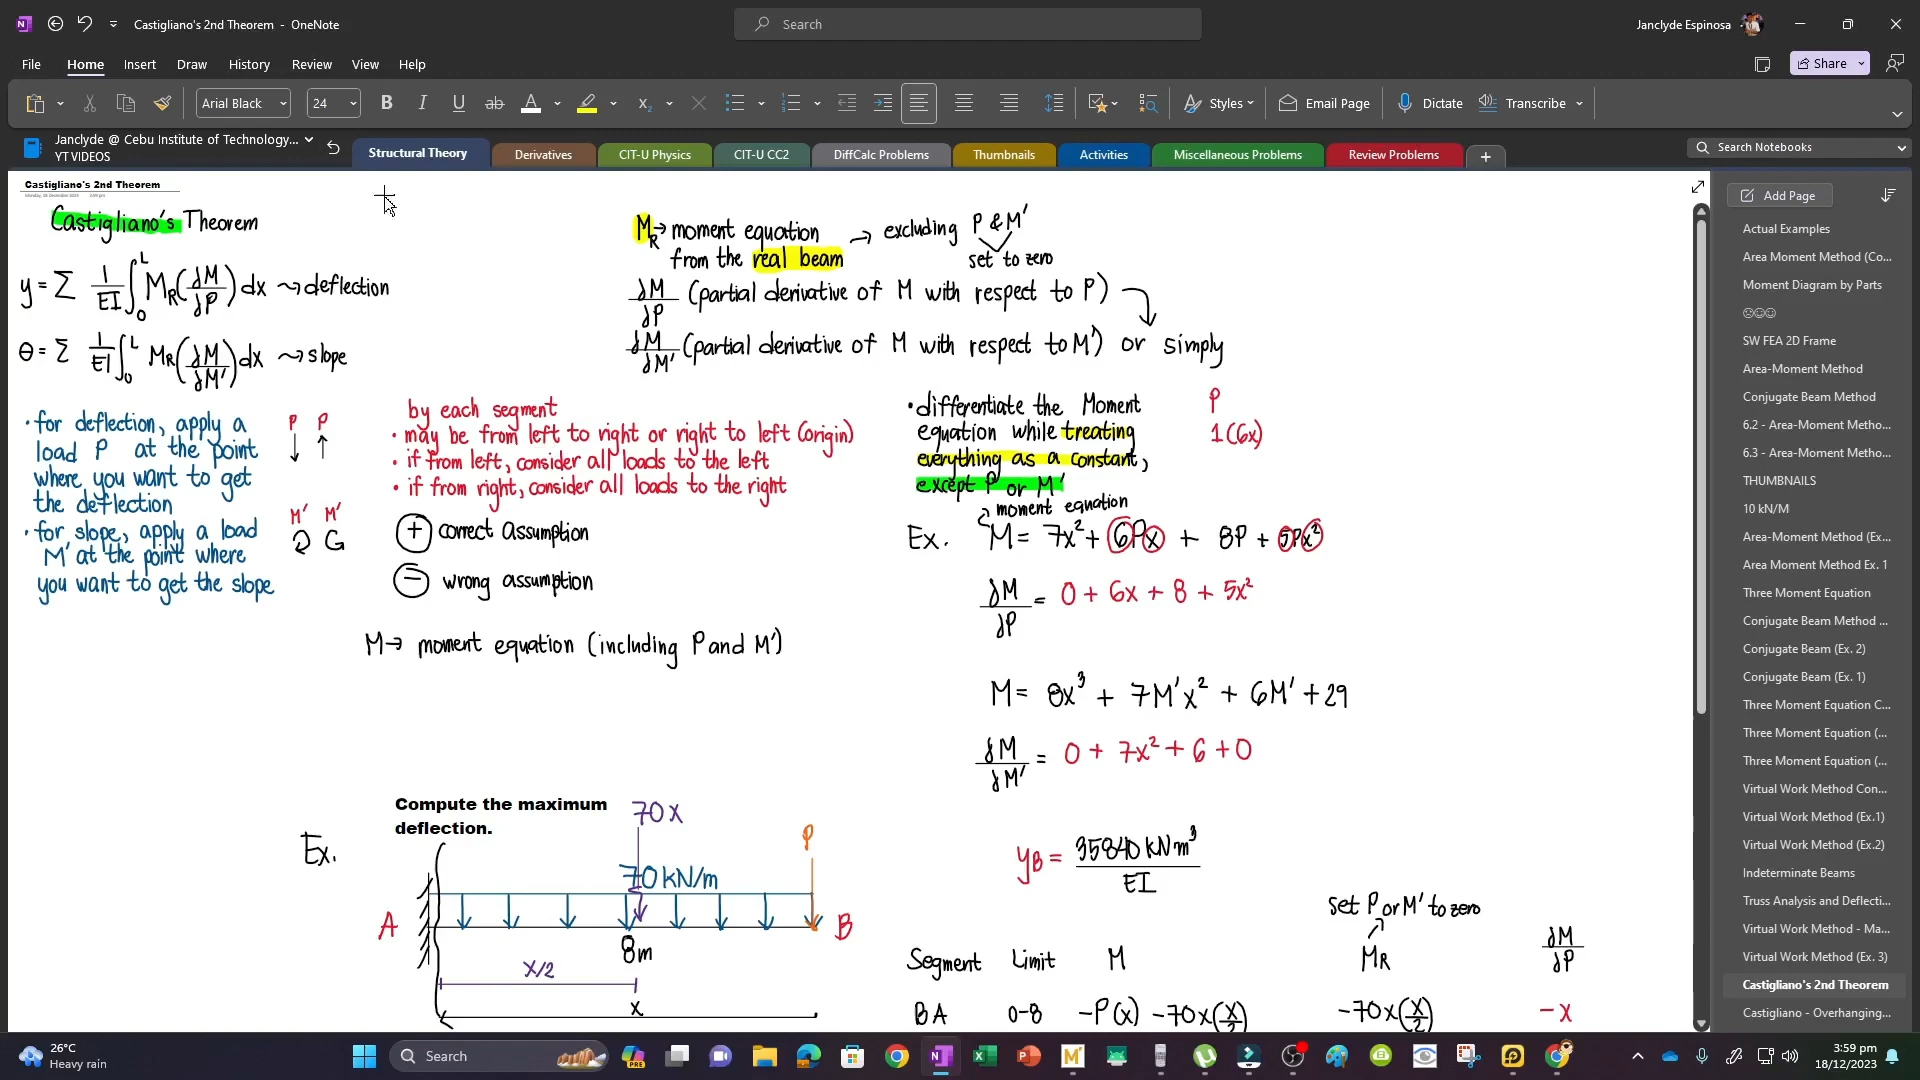 Castigliano's 2nd Theorem - OneNote
Search
Janclyde Espinosa
File Home Insert Draw History Review View Help
Share
Arial Black 24
Styles
Email Page
Dictate
Transcribe
Janclyde @ Cebu Institute of Technology...
YT VIDEOS
Structural Theory Derivatives CIT-U Physics CIT-U CC2 DiffCalc Problems Thumbnails Activities Miscellaneous Problems Review Problems +
Search Notebooks
Castigliano's 2nd Theorem
Castigliano's Theorem
y = Σ 1/EI ∫₀ᴸ M_R (∂M/∂P) dx → deflection
θ = Σ 1/EI ∫₀ᴸ M_R (∂M/∂M') dx → slope
• for deflection, apply a
load P at the point
where you want to get
the deflection
• for slope, apply a load
M' at the point where
you want to get the slope
P P
M' M'
by each segment
• may be from left to right or right to left (origin)
• if from left, consider all loads to the left
• if from right, consider all loads to the right
+ correct assumption
− wrong assumption
M → moment equation (including P and M')
M_R → moment equation → excluding P & M'
from the real beam set to zero
∂M/∂P (partial derivative of M with respect to P)
∂M/∂M' (partial derivative of M with respect to M') or simply
• differentiate the Moment
equation while treating
everything as a constant,
except P or M'
P
1(6x)
moment equation
Ex. M = 7x² + 6Px + 8P + 5Px²
∂M/∂P = 0 + 6x + 8 + 5x²
M = 8x³ + 7M'x² + 6M' + 29
∂M/∂M' = 0 + 7x² + 6 + 0
Ex.
Compute the maximum
deflection.
70x
P
70kN/m
A
B
8m
x/2
x
y_B = 35840 kNm³/EI
set P or M' to zero
Segment Limit M M_R ∂M/∂P
BA 0-8 -P(x) -70x(x/2) -70x(x/2) -x
Add Page
Actual Examples
Area Moment Method (Co...
Moment Diagram by Parts
☹☺☺
SW FEA 2D Frame
Area-Moment Method
Conjugate Beam Method
6.2 - Area-Moment Metho...
6.3 - Area-Moment Metho...
THUMBNAILS
10 kN/M
Area-Moment Method (Ex...
Area Moment Method Ex. 1
Three Moment Equation
Conjugate Beam Method ...
Conjugate Beam (Ex. 2)
Conjugate Beam (Ex. 1)
Three Moment Equation C...
Three Moment Equation (...
Three Moment Equation (...
Virtual Work Method Con...
Virtual Work Method (Ex.1)
Virtual Work Method (Ex.2)
Indeterminate Beams
Truss Analysis and Deflecti...
Virtual Work Method - Ma...
Virtual Work Method (Ex. 3)
Castigliano's 2nd Theorem
Castigliano - Overhanging...
26°C
Heavy rain
Search
3:59 pm
18/12/2023